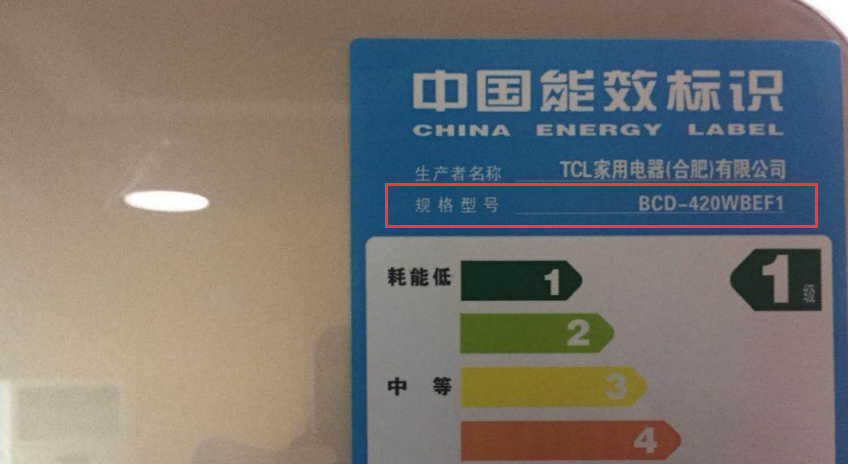 中国能效标识
CHINA ENERGY LABEL
生产者名称 TCL家用电器(合肥)有限公司
规格型号 BCD-420WBEF1
耗能低 1 1级
2
中等 3
4